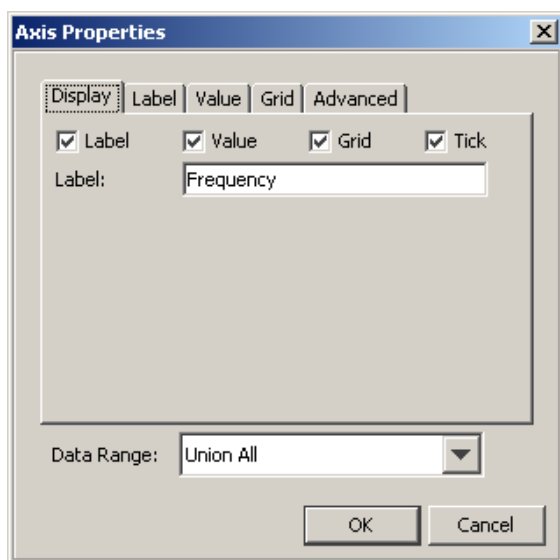 Axis Properties
Display Label Value Grid Advanced
Label Value Grid Tick
Label: Frequency
Data Range: Union All
OK Cancel